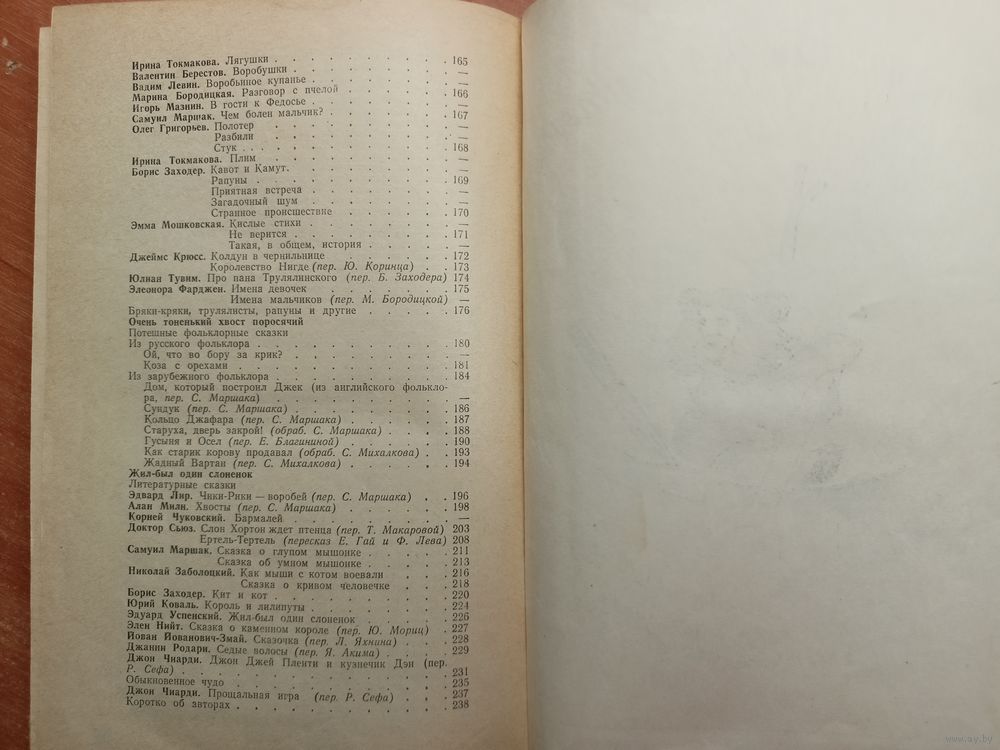 Ирина Токмакова. Лягушки . . . . . . . . . 165
Валентин Берестов. Воробушки . . . . . . . . —
Вадим Левин. Воробьиное купанье . . . . . . . —
Марина Бородицкая. Разговор с пчелой . . . . . . 166
Игорь Мазнин. В гости к Федосье . . . . . . . —
Самуил Маршак. Чем болен мальчик? . . . . . . 167
Олег Григорьев. Полотер . . . . . . . . . —
Разбили . . . . . . . . . —
Стук . . . . . . . . . . 168
Ирина Токмакова. Плим . . . . . . . . . —
Борис Заходер. Кавот и Камут. . . . . . . . —
Рапуны . . . . . . . . . 169
Приятная встреча . . . . . . . —
Загадочный шум . . . . . . . —
Странное происшествие . . . . . 170
Эмма Мошковская. Кислые стихи . . . . . . . —
Не верится . . . . . . . . 171
Такая, в общем, история . . . . . —
Джеймс Крюсс. Колдун в чернильнице . . . . . . 172
Королевство Нигде (пер. Ю. Коринца) . . 173
Юлиан Тувим. Про пана Трулялинского (пер. Б. Заходера) 174
Элеонора Фарджен. Имена девочек . . . . . . 175
Имена мальчиков (пер. М. Бородицкой) —
Бряки-кряки, трулялисты, рапуны и другие . . . . . 176
Очень тоненький хвост поросячий
Потешные фольклорные сказки
Из русского фольклора . . . . . . . . . 180
Ой, что во бору за крик? . . . . . . . . —
Коза с орехами . . . . . . . . . . 181
Из зарубежного фольклора . . . . . . . . 184
Дом, который построил Джек (из английского фолькло-
ра, пер. С. Маршака) . . . . . . . . . —
Сундук (пер. С. Маршака) . . . . . . . . 186
Кольцо Джафара (пер. С. Маршака) . . . . . 187
Старуха, дверь закрой! (обраб. С. Маршака) . . . . 188
Гусыня и Осел (пер. Е. Благининой) . . . . . 190
Как старик корову продавал (обраб. С. Михалкова) . . 193
Жадный Вартан (пер. С. Михалкова) . . . . . 194
Жил-был один слоненок
Литературные сказки
Эдвард Лир. Чики-Рики — воробей (пер. С. Маршака) . . 196
Алан Милн. Хвосты (пер. С. Маршака) . . . . . 198
Корней Чуковский. Бармалей . . . . . . . . —
Доктор Сьюз. Слон Хортон ждет птенца (пер. Т. Макаровой) 203
Ертель-Тертель (пересказ Е. Гай и Ф. Лева) 208
Самуил Маршак. Сказка о глупом мышонке . . . . . 211
Сказка об умном мышонке . . . . . 213
Николай Заболоцкий. Как мыши с котом воевали . . . 216
Сказка о кривом человечке . . . 218
Борис Заходер. Кит и кот . . . . . . . . . 220
Юрий Коваль. Король и лилипуты . . . . . . . 224
Эдуард Успенский. Жил-был один слоненок . . . . . 226
Элен Нийт. Сказка о каменном короле (пер. Ю. Мориц) . 227
Йован Йованович-Змай. Сказочка (пер. Л. Яхнина) . . . 228
Джанни Родари. Седые волосы (пер. Я. Акима) . . . . 229
Джон Чиарди. Джон Джей Пленти и кузнечик Дэн (пер.
Р. Сефа) . . . . . . . . . . . . 231
Обыкновенное чудо . . . . . . . . . . 235
Джон Чиарди. Прощальная игра (пер. Р. Сефа) . . . 237
Коротко об авторах . . . . . . . . . . 238
www.ay.by